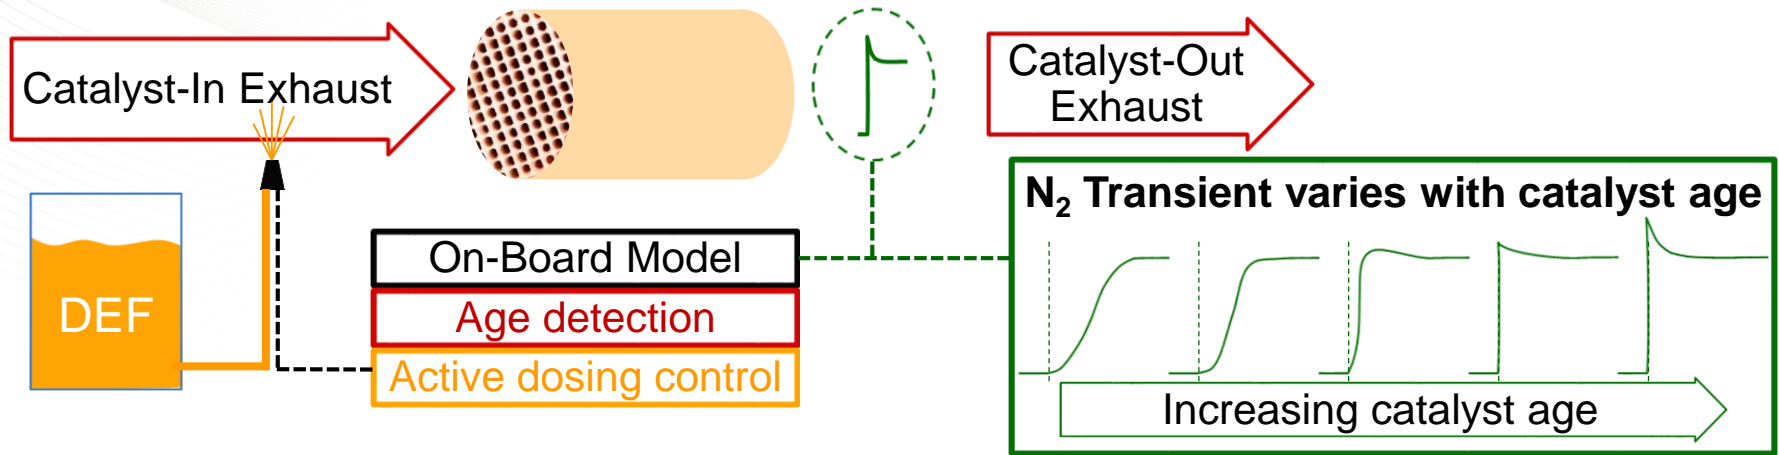 Catalyst-In Exhaust
Catalyst-Out
Exhaust
DEF
On-Board Model
Age detection
Active dosing control
N₂ Transient varies with catalyst age
Increasing catalyst age